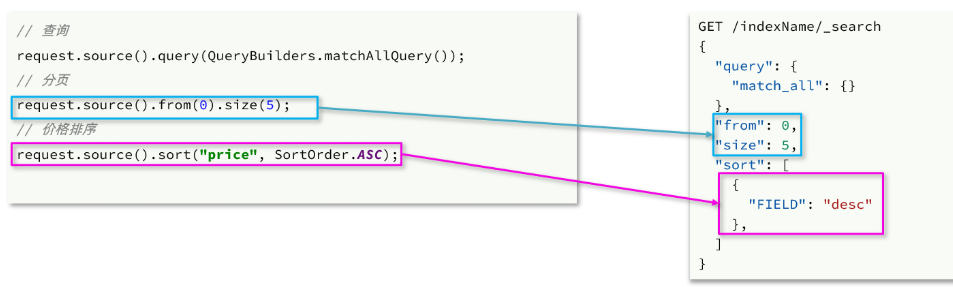 // 查询
request.source().query(QueryBuilders.matchAllQuery());
// 分页
request.source().from(0).size(5);
// 价格排序
request.source().sort("price", SortOrder.ASC);
GET /indexName/_search
{
  "query": {
    "match_all": {}
  },
  "from": 0,
  "size": 5,
  "sort": [
    {
      "FIELD": "desc"
    },
  ]
}